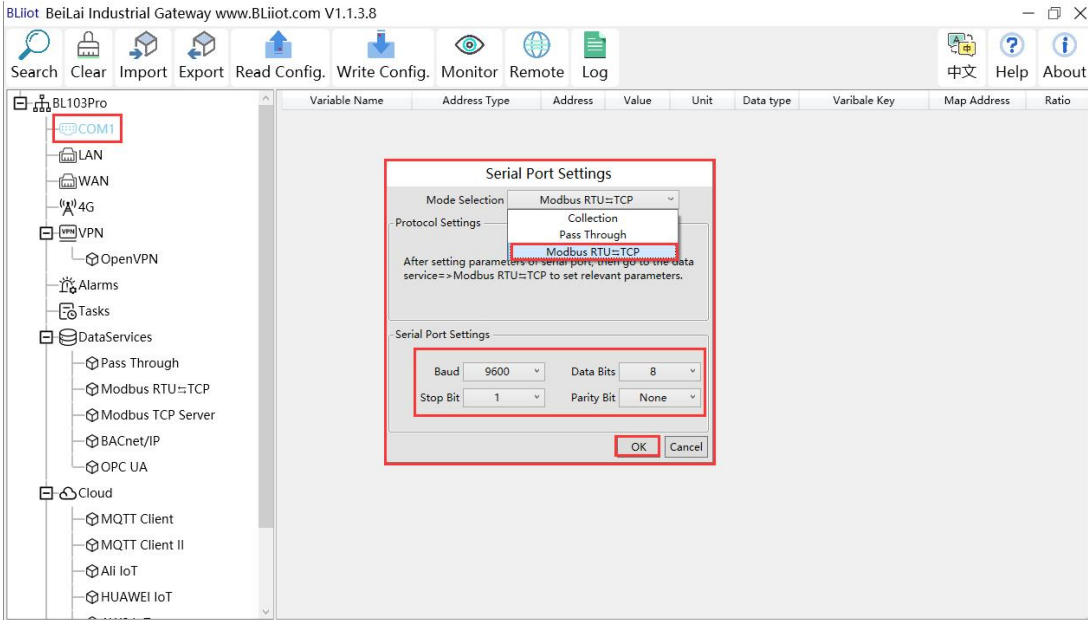 BLiiot BeiLai Industrial Gateway www.BLiiot.com V1.1.3.8
Search Clear Import Export Read Config. Write Config. Monitor Remote Log 中文 Help About
BL103Pro
COM1
LAN
WAN
4G
VPN
OpenVPN
Alarms
Tasks
DataServices
Pass Through
Modbus RTU⇆TCP
Modbus TCP Server
BACnet/IP
OPC UA
Cloud
MQTT Client
MQTT Client II
Ali IoT
HUAWEI IoT
Variable Name Address Type Address Value Unit Data type Varibale Key Map Address Ratio
Serial Port Settings
Mode Selection Modbus RTU⇆TCP
Collection
Pass Through
Modbus RTU⇆TCP
Protocol Settings
After setting parameters of serial port, then go to the data
service=>Modbus RTU⇆TCP to set relevant parameters.
Serial Port Settings
Baud 9600 Data Bits 8
Stop Bit 1 Parity Bit None
OK Cancel